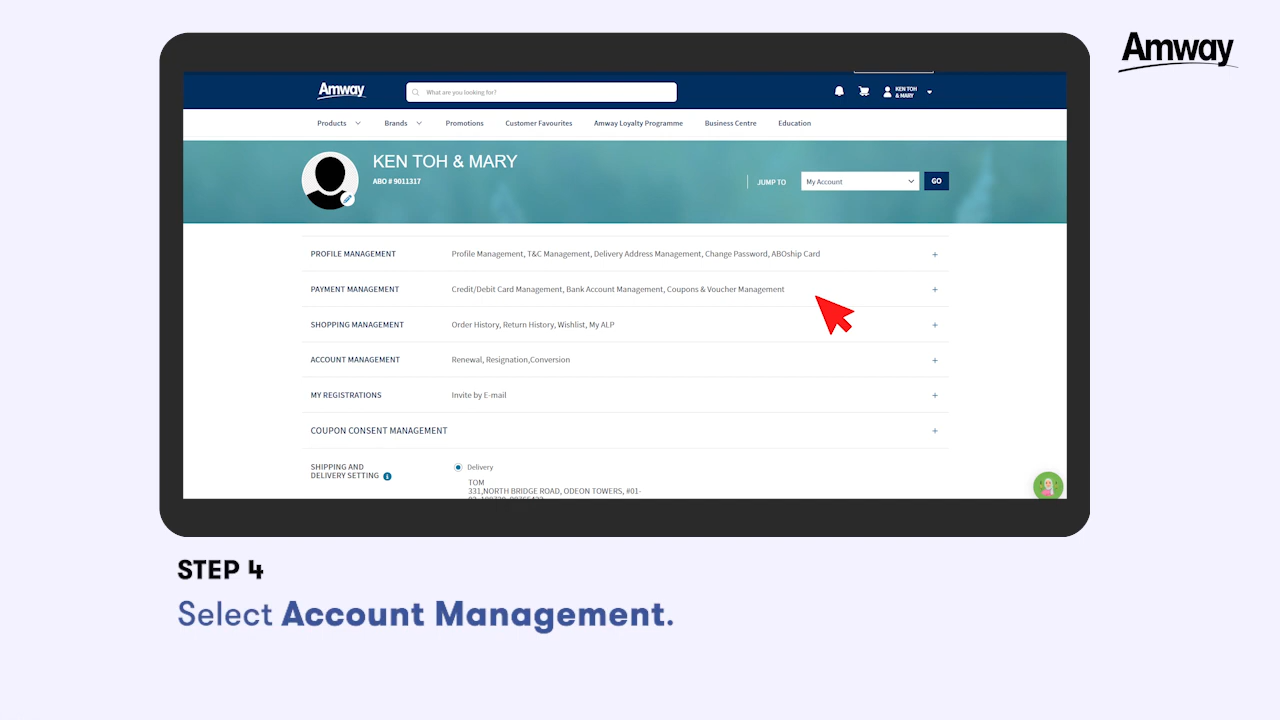 Amway
Amway
What are you looking for?
KEN TOH
& MARY
Products
Brands
Promotions
Customer Favourites
Amway Loyalty Programme
Business Centre
Education
KEN TOH & MARY
ABO # 9011317
JUMP TO
My Account
GO
PROFILE MANAGEMENT
Profile Management, T&C Management, Delivery Address Management, Change Password, ABOship Card
+
PAYMENT MANAGEMENT
Credit/Debit Card Management, Bank Account Management, Coupons & Voucher Management
+
SHOPPING MANAGEMENT
Order History, Return History, Wishlist, My ALP
+
ACCOUNT MANAGEMENT
Renewal, Resignation,Conversion
+
MY REGISTRATIONS
Invite by E-mail
+
COUPON CONSENT MANAGEMENT
+
SHIPPING AND
DELIVERY SETTING
Delivery
TOM
331,NORTH BRIDGE ROAD, ODEON TOWERS, #01-
STEP 4
Select Account Management.